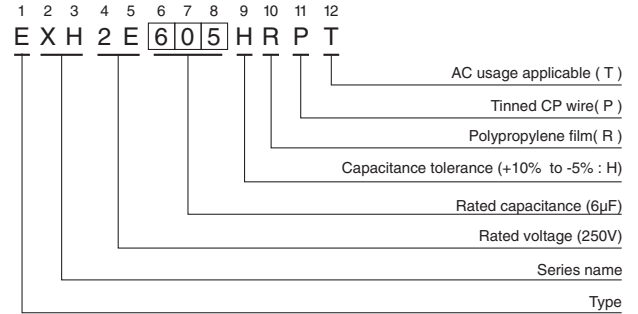 1 2 3 4 5 6 7 8 9 10 11 12
E X H 2 E 6 0 5 H R P T
AC usage applicable ( T )
Tinned CP wire( P )
Polypropylene film( R )
Capacitance tolerance (+10% to -5% : H)
Rated capacitance (6μF)
Rated voltage (250V)
Series name
Type